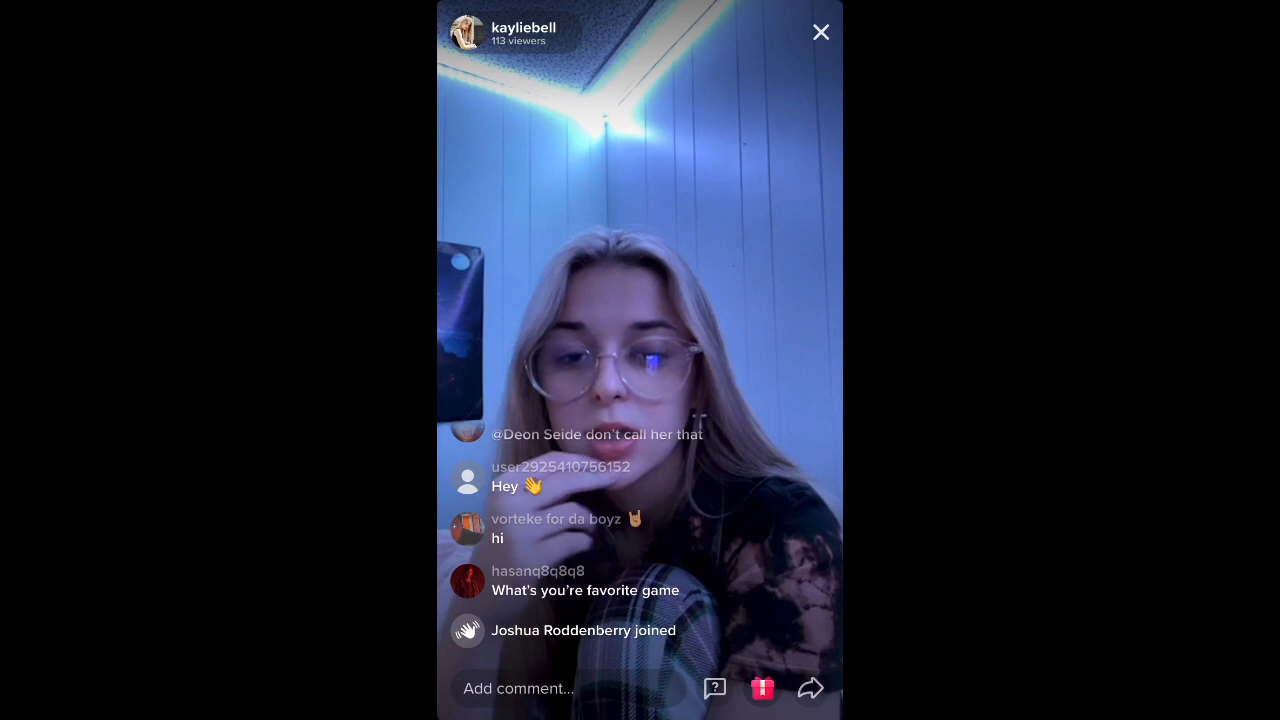 kayliebell
113 viewers
@Deon Seide don't call her that
user2925410756152
Hey 👋
vorteke for da boyz 🤘🏽
hi
hasanq8q8q8
What's you're favorite game
Joshua Roddenberry joined
Add comment...